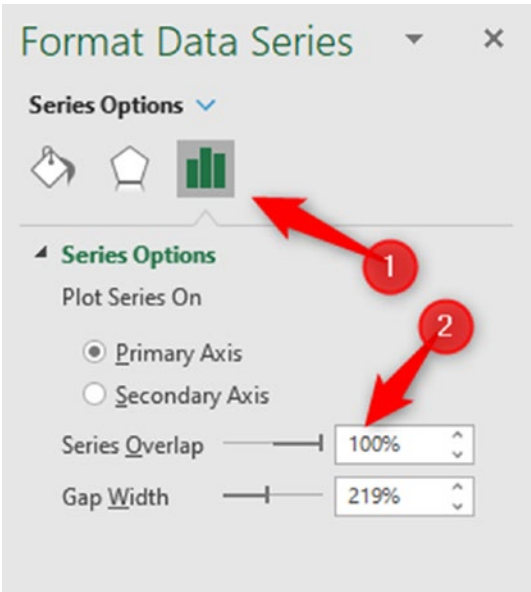 Format Data Series
Series Options
1
Series Options
Plot Series On
2
Primary Axis
Secondary Axis
Series Overlap 100%
Gap Width 219%